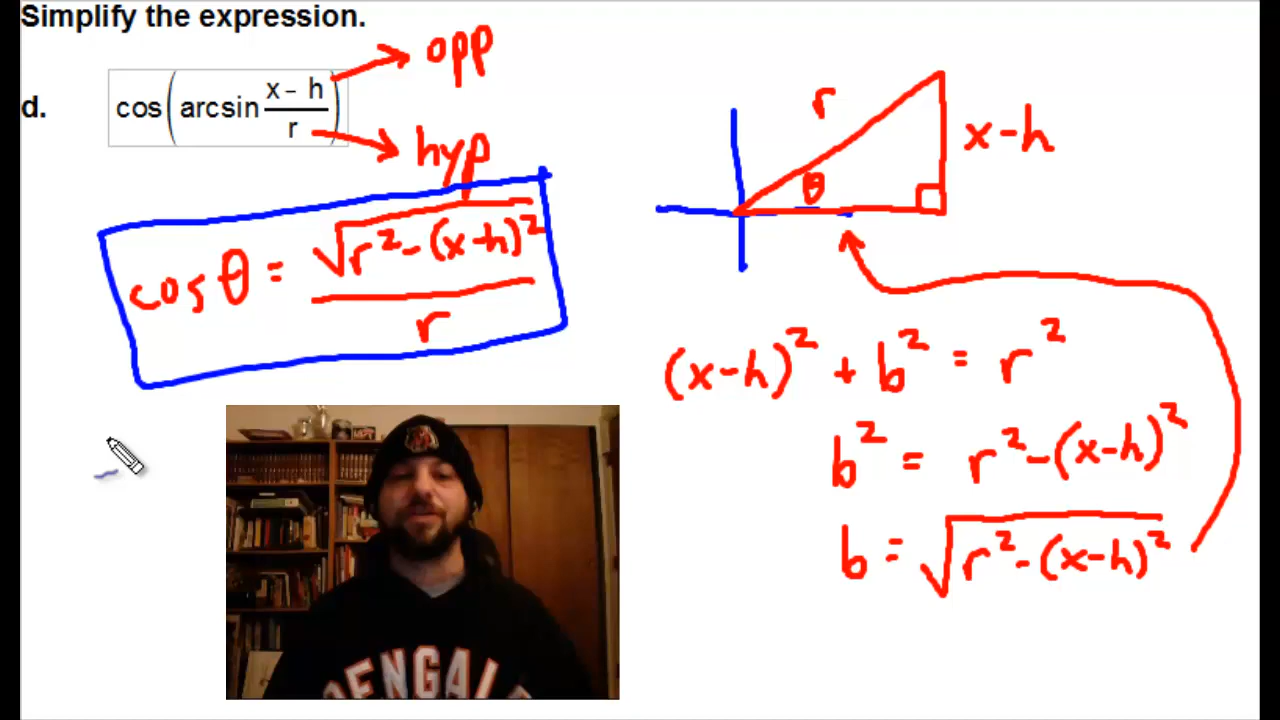 Simplify the expression.
d. cos(arcsin (x - h)/r)
opp
hyp
cos θ = √(r² - (x-h)²) / r
r
θ
x-h
(x-h)² + b² = r²
b² = r² - (x-h)²
b = √(r² - (x-h)²)
BENGALS